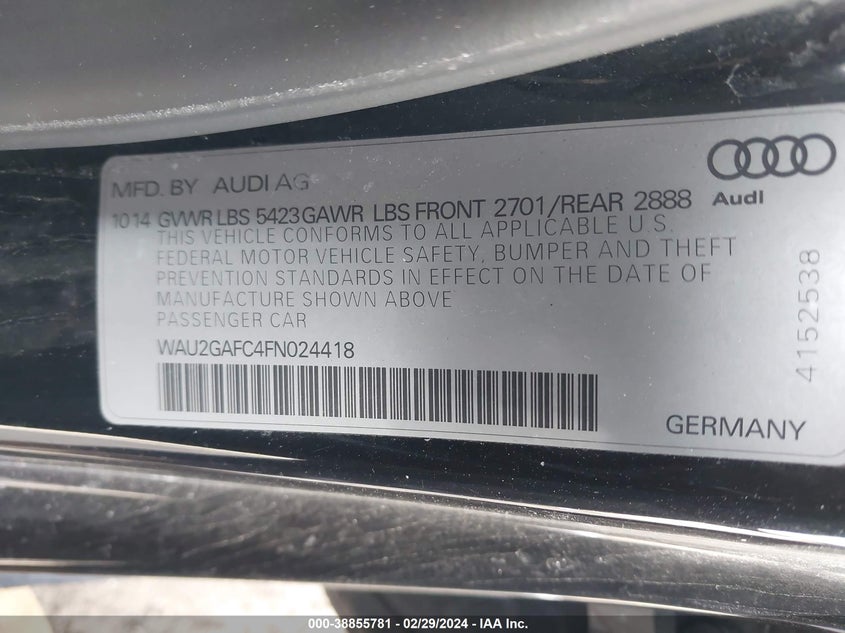 MFD. BY AUDI AG
Audi
10 14 GVWR LBS 5423 GAWR LBS FRONT 2701/REAR 2888
THIS VEHICLE CONFORMS TO ALL APPLICABLE U.S.
FEDERAL MOTOR VEHICLE SAFETY, BUMPER AND THEFT
PREVENTION STANDARDS IN EFFECT ON THE DATE OF
MANUFACTURE SHOWN ABOVE
PASSENGER CAR
WAU2GAFC4FN024418
4152538
GERMANY
000-38855781 - 02/29/2024 - IAA Inc.